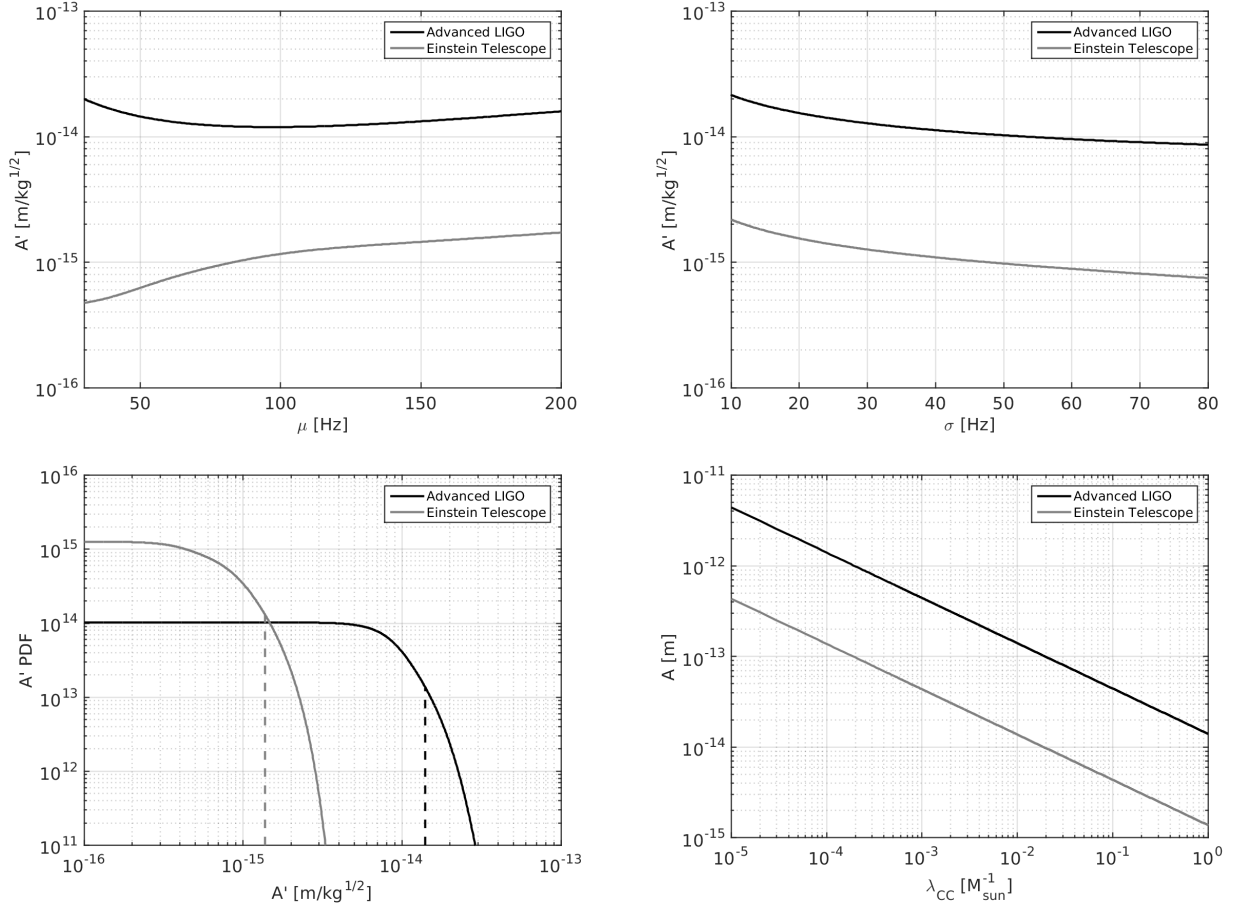 10^-13
Advanced LIGO
Einstein Telescope
10^-14
A' [m/kg^1/2]
10^-15
10^-16
50 100 150 200
μ [Hz]
10^-13
Advanced LIGO
Einstein Telescope
10^-14
A' [m/kg^1/2]
10^-15
10^-16
10 20 30 40 50 60 70 80
σ [Hz]
10^16
Advanced LIGO
Einstein Telescope
10^15
10^14
A' PDF
10^13
10^12
10^11
10^-16 10^-15 10^-14 10^-13
A' [m/kg^1/2]
10^-11
Advanced LIGO
Einstein Telescope
10^-12
A [m]
10^-13
10^-14
10^-15
10^-5 10^-4 10^-3 10^-2 10^-1 10^0
λ_CC [M_sun^-1]